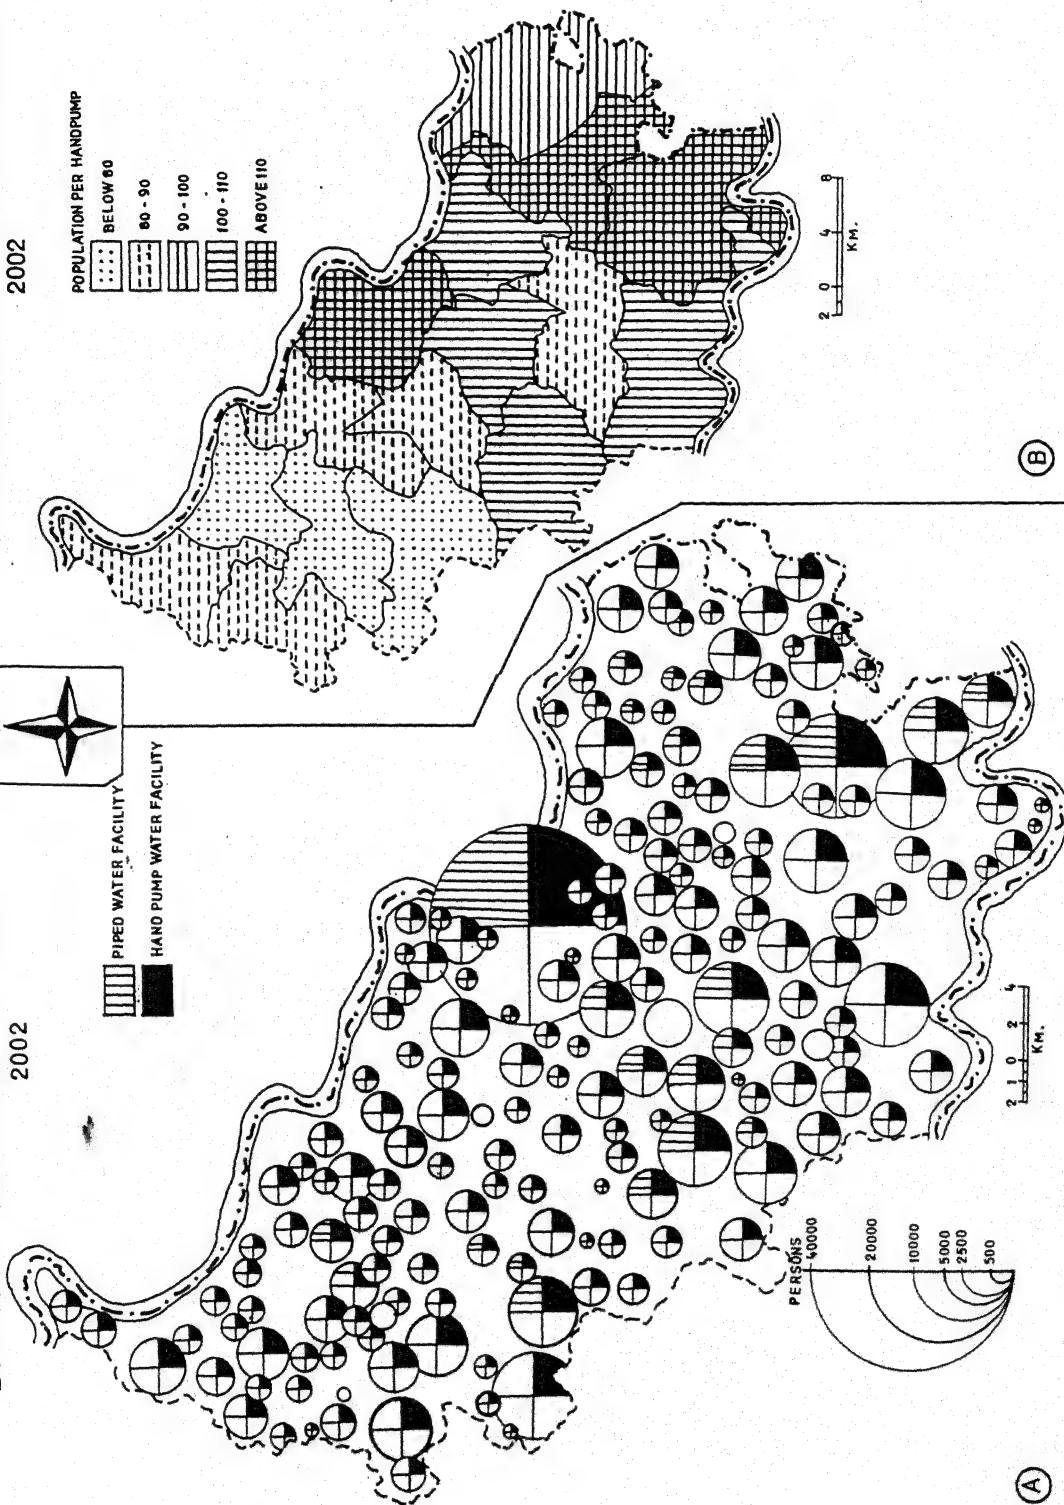 2002
PIPED WATER FACILITY
HAND PUMP WATER FACILITY
PERSONS
40000
20000
10000
5000
2500
500
2 1 0 2 4
KM.
A
2002
POPULATION PER HANDPUMP
BELOW 80
80 - 90
90 - 100
100 - 110
ABOVE 110
2 0 4 8
KM.
B